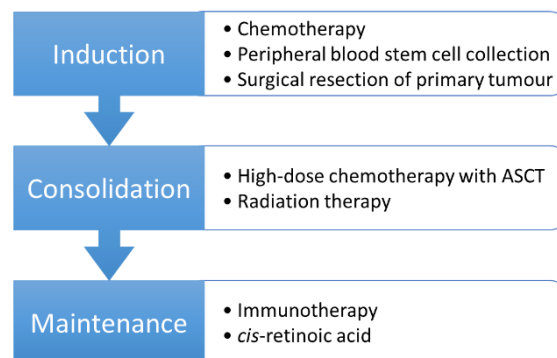 Induction
• Chemotherapy
• Peripheral blood stem cell collection
• Surgical resection of primary tumour
Consolidation
• High-dose chemotherapy with ASCT
• Radiation therapy
Maintenance
• Immunotherapy
• cis-retinoic acid